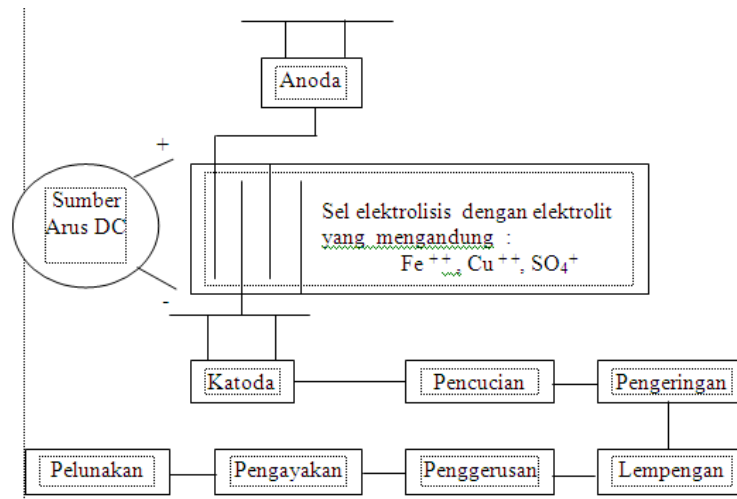 Anoda
+
Sumber
Arus DC
Sel elektrolisis dengan elektrolit
yang mengandung :
Fe ++, Cu ++, SO4+
-
Katoda
Pencucian
Pengeringan
Pelunakan
Pengayakan
Penggerusan
Lempengan